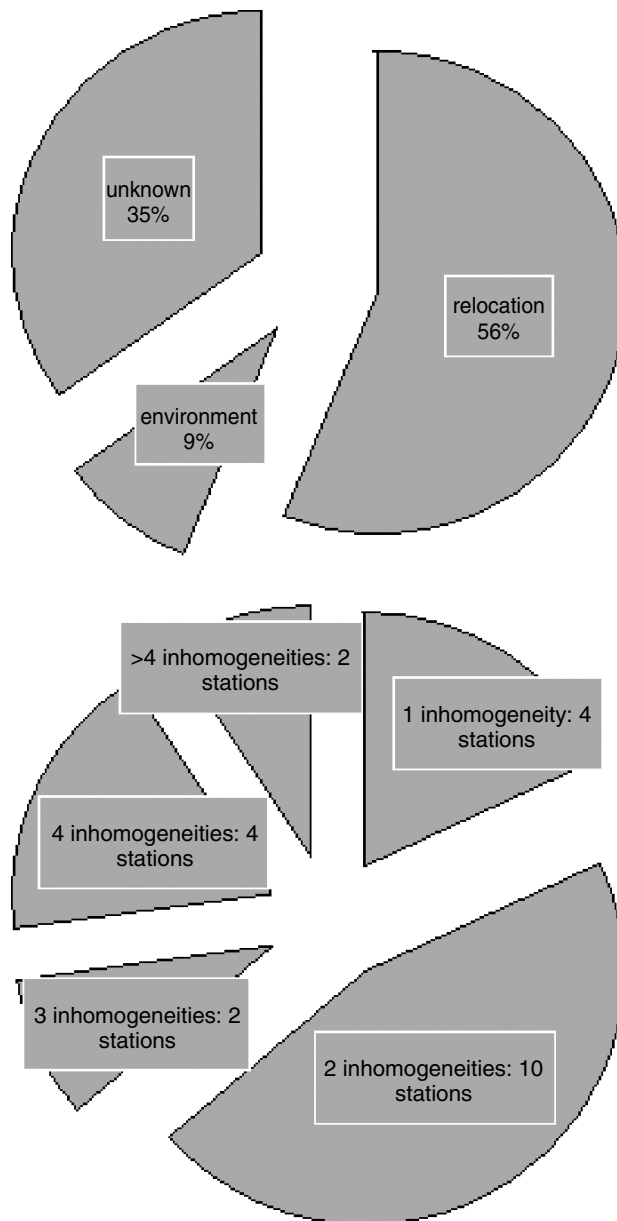 unknown
35%
relocation
56%
environment
9%
>4 inhomogeneities: 2
stations
1 inhomogeneity: 4
stations
4 inhomogeneities: 4
stations
3 inhomogeneities: 2
stations
2 inhomogeneities: 10
stations